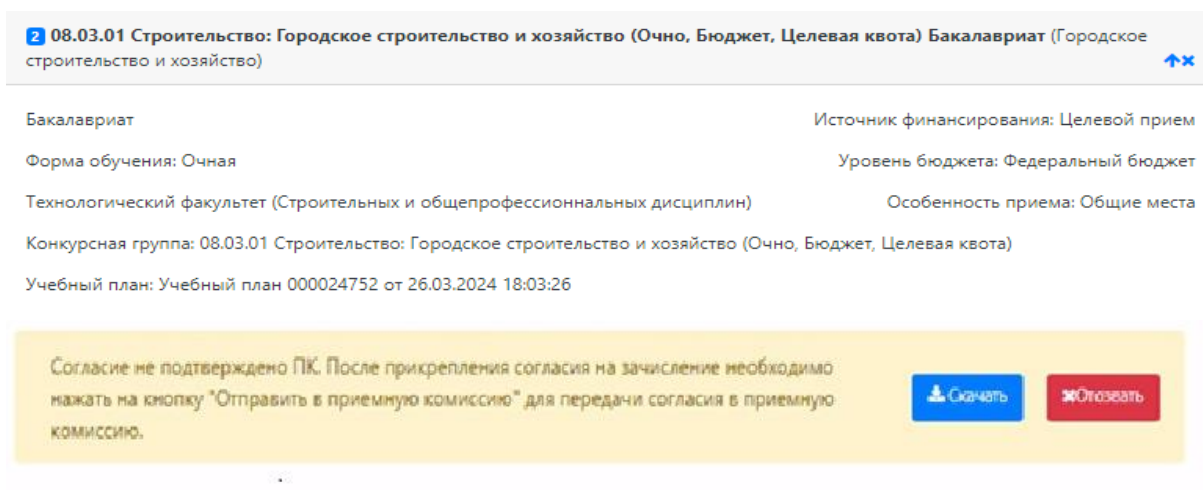 2 08.03.01 Строительство: Городское строительство и хозяйство (Очно, Бюджет, Целевая квота) Бакалавриат (Городское
строительство и хозяйство)
Бакалавриат
Источник финансирования: Целевой прием
Форма обучения: Очная
Уровень бюджета: Федеральный бюджет
Технологический факультет (Строительных и общепрофессиональных дисциплин)
Особенность приема: Общие места
Конкурсная группа: 08.03.01 Строительство: Городское строительство и хозяйство (Очно, Бюджет, Целевая квота)
Учебный план: Учебный план 000024752 от 26.03.2024 18:03:26
Согласие не подтверждено ПК. После прикрепления согласия на зачисление необходимо
нажать на кнопку "Отправить в приемную комиссию" для передачи согласия в приемную
комиссию.
Скачать
Отозвать